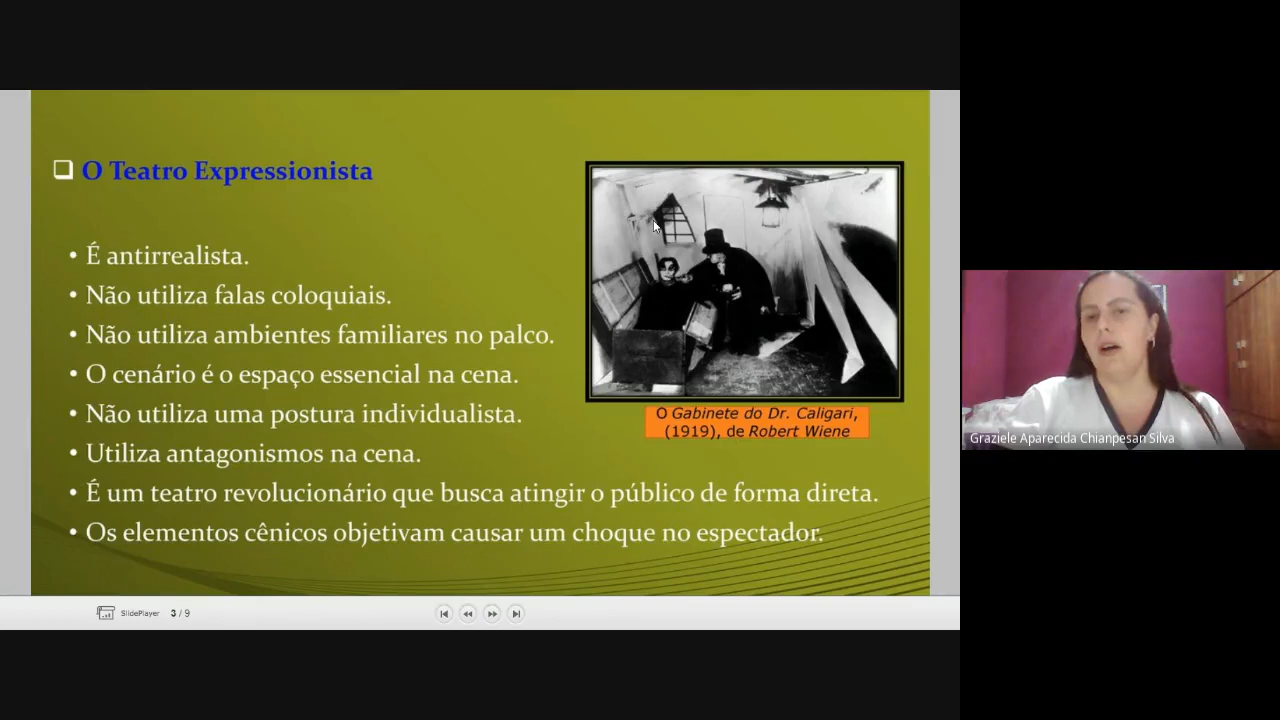 O Teatro Expressionista
• É antirrealista.
• Não utiliza falas coloquiais.
• Não utiliza ambientes familiares no palco.
• O cenário é o espaço essencial na cena.
• Não utiliza uma postura individualista.
• Utiliza antagonismos na cena.
• É um teatro revolucionário que busca atingir o público de forma direta.
• Os elementos cênicos objetivam causar um choque no espectador.
O Gabinete do Dr. Caligari,
(1919), de Robert Wiene
SlidePlayer 3 / 9
Graziele Aparecida Chianpesan Silva